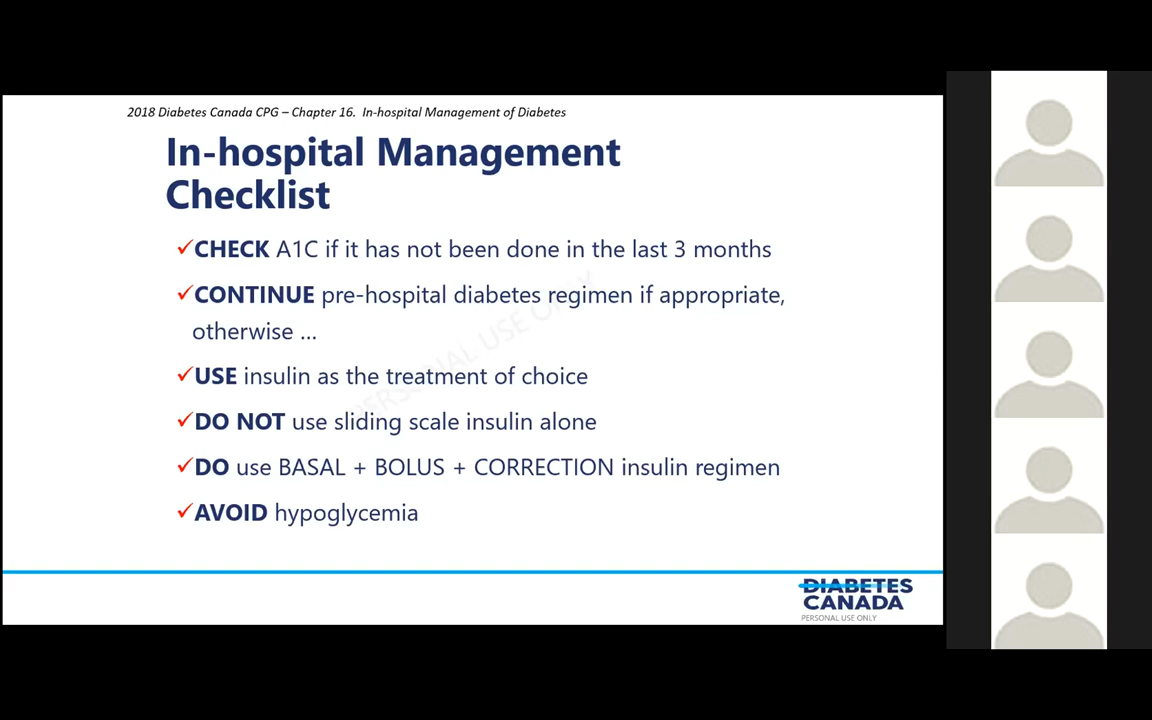 2018 Diabetes Canada CPG – Chapter 16. In-hospital Management of Diabetes
In-hospital Management
Checklist
✓CHECK A1C if it has not been done in the last 3 months
✓CONTINUE pre-hospital diabetes regimen if appropriate,
otherwise ...
✓USE insulin as the treatment of choice
✓DO NOT use sliding scale insulin alone
✓DO use BASAL + BOLUS + CORRECTION insulin regimen
✓AVOID hypoglycemia
PERSONAL USE ONLY
DIABETES
CANADA
PERSONAL USE ONLY